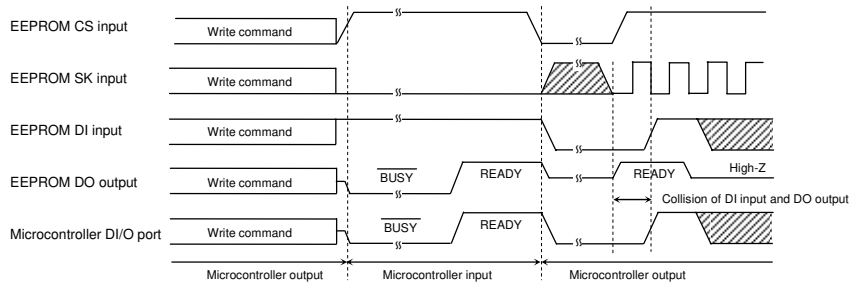 EEPROM CS input Write command
EEPROM SK input Write command
EEPROM DI input Write command
EEPROM DO output Write command BUSY READY READY High-Z
Collision of DI input and DO output
Microcontroller DI/O port Write command BUSY READY
Microcontroller output Microcontroller input Microcontroller output